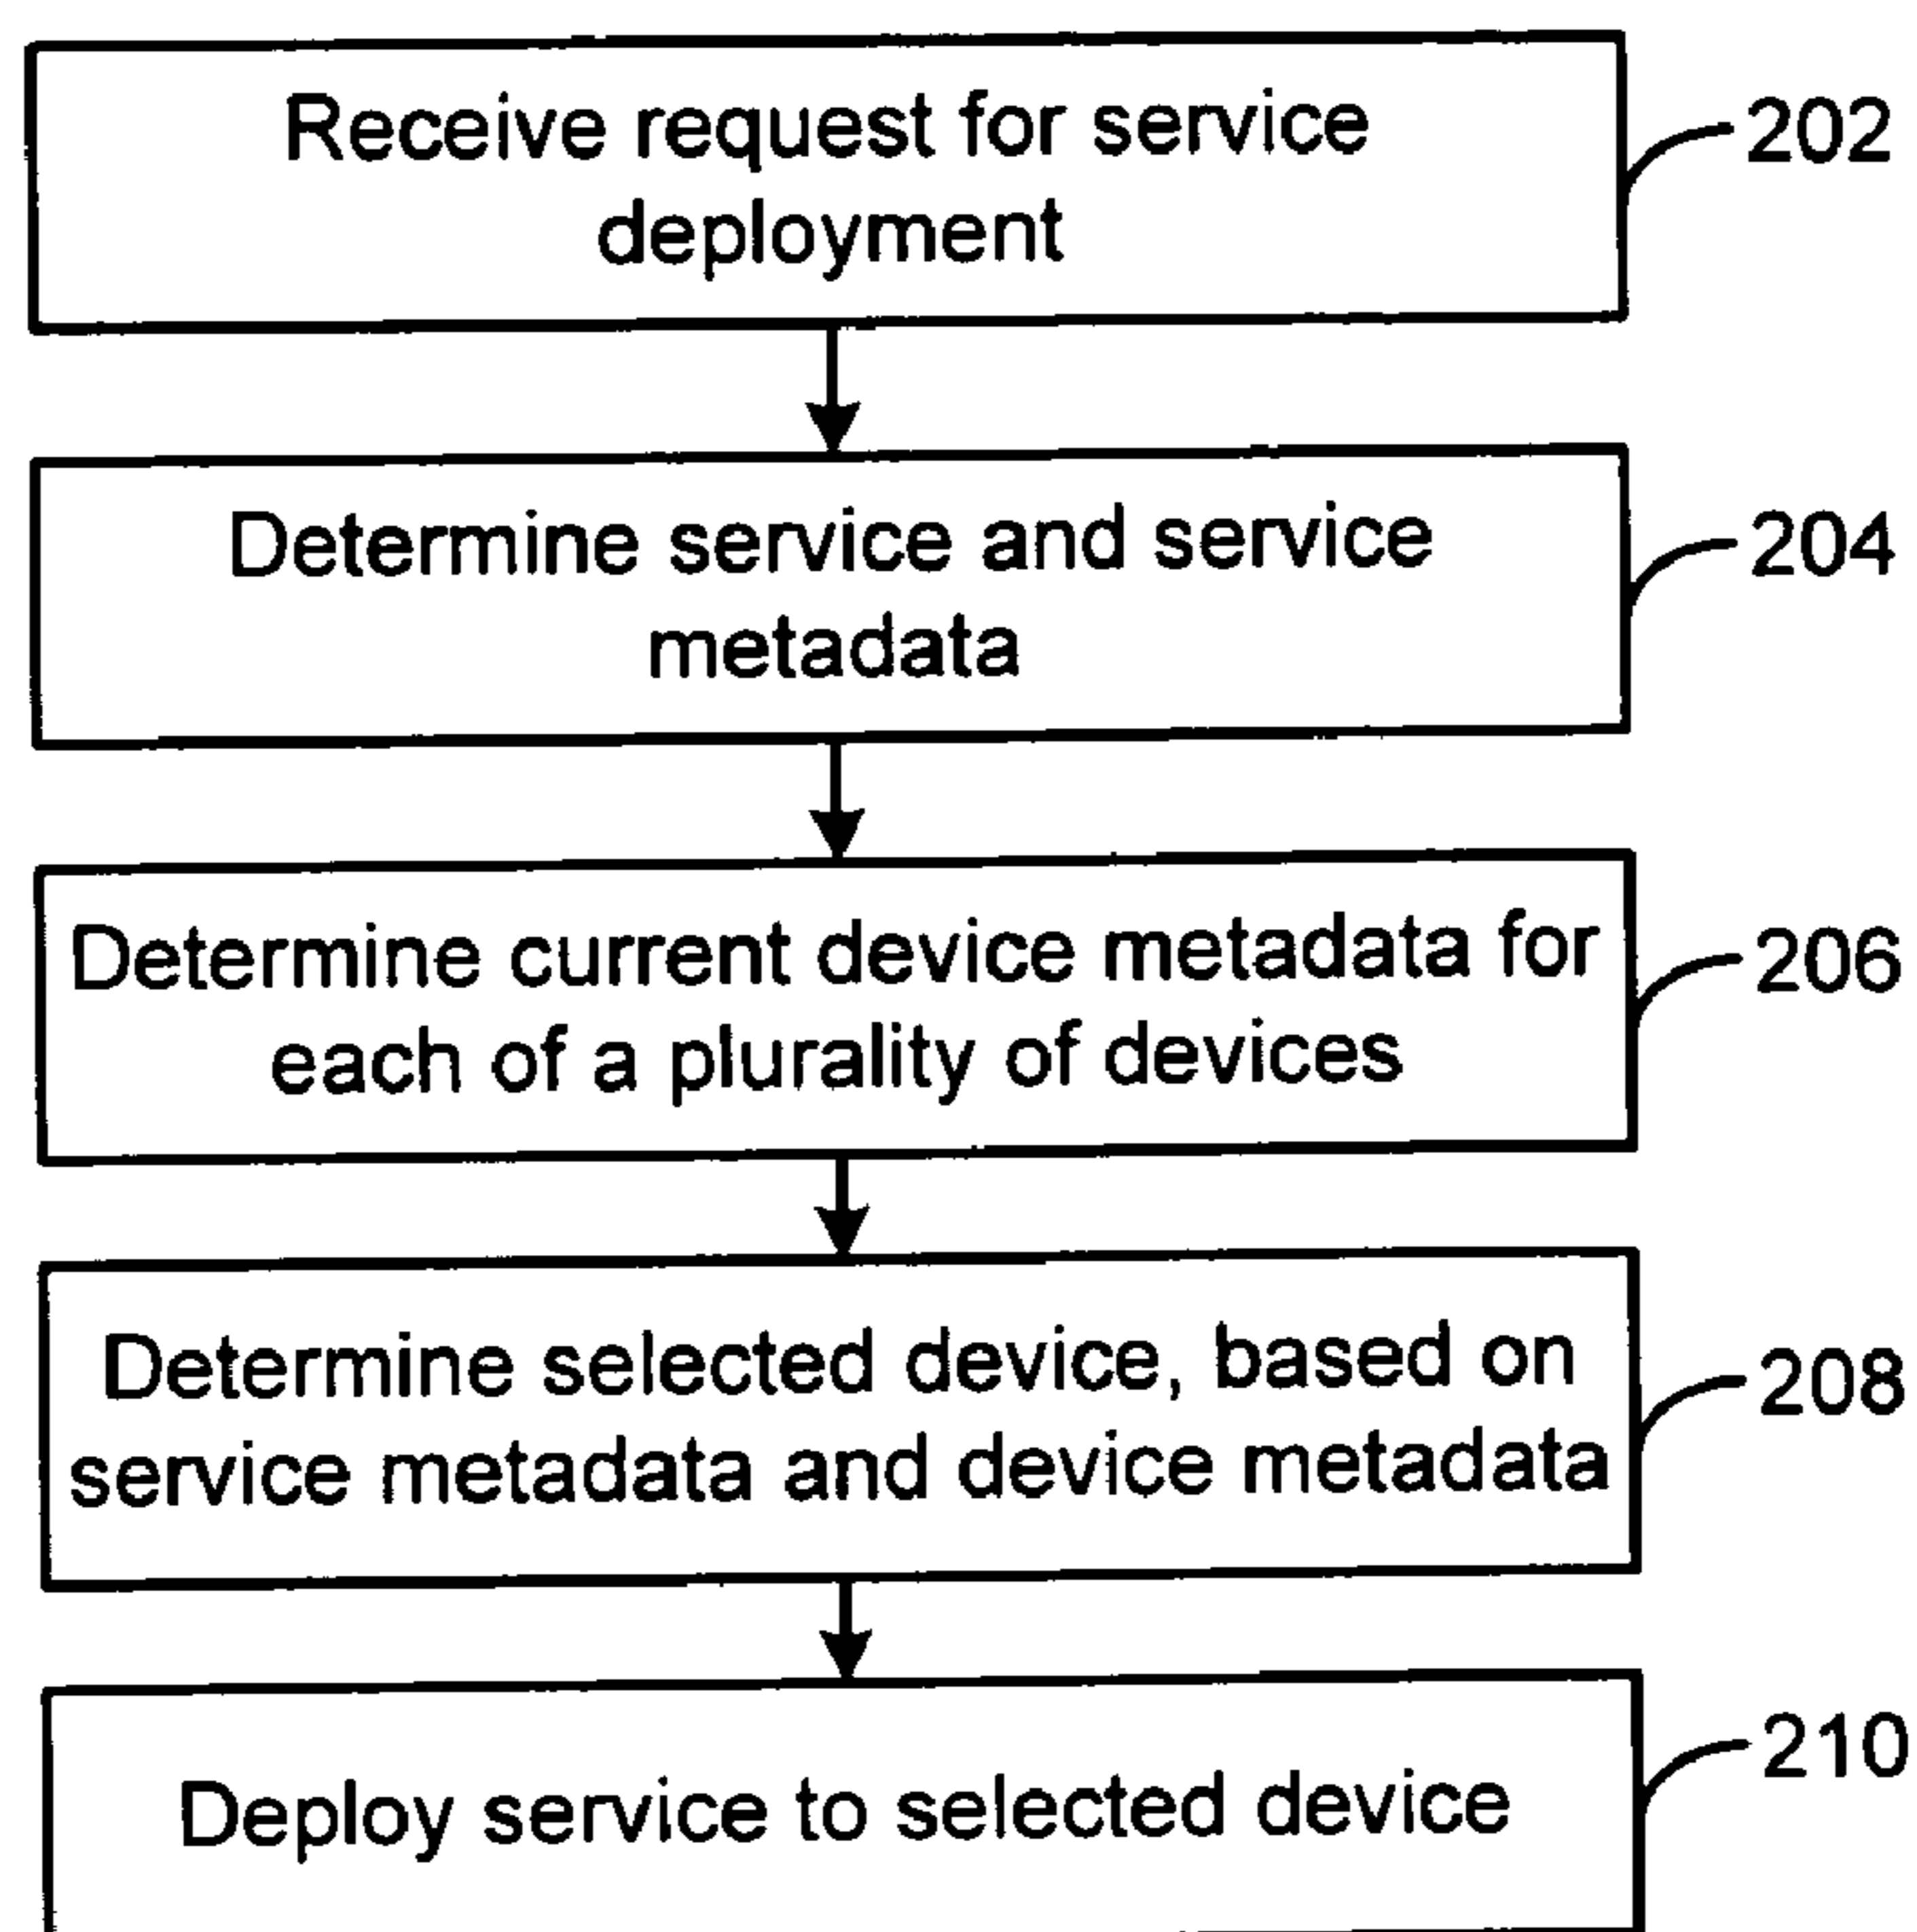 Receive request for service
deployment
202
Determine service and service
metadata
204
Determine current device metadata for
each of a plurality of devices
206
Determine selected device, based on
service metadata and device metadata
208
Deploy service to selected device
210